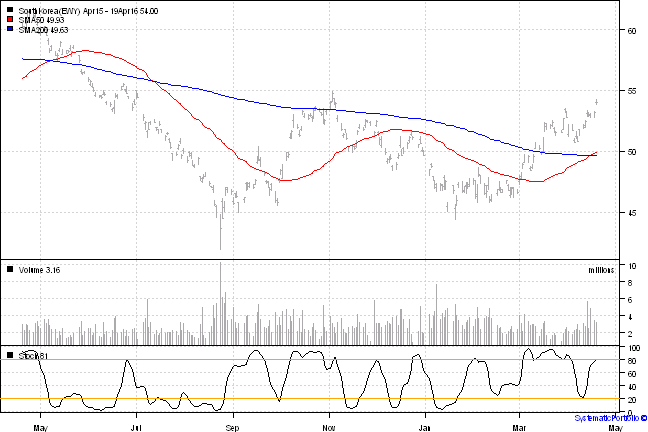 South Korea(EWY) Apr15 - 19Apr16 54.00
SMA50 49.93
SMA200 49.63
60
55
50
45
Volume 3.16
millions
10
8
6
4
2
Stoch 81
100
80
60
40
20
0
May
Jul
Sep
Nov
Jan
Mar
May
SystematicPortfolio ©